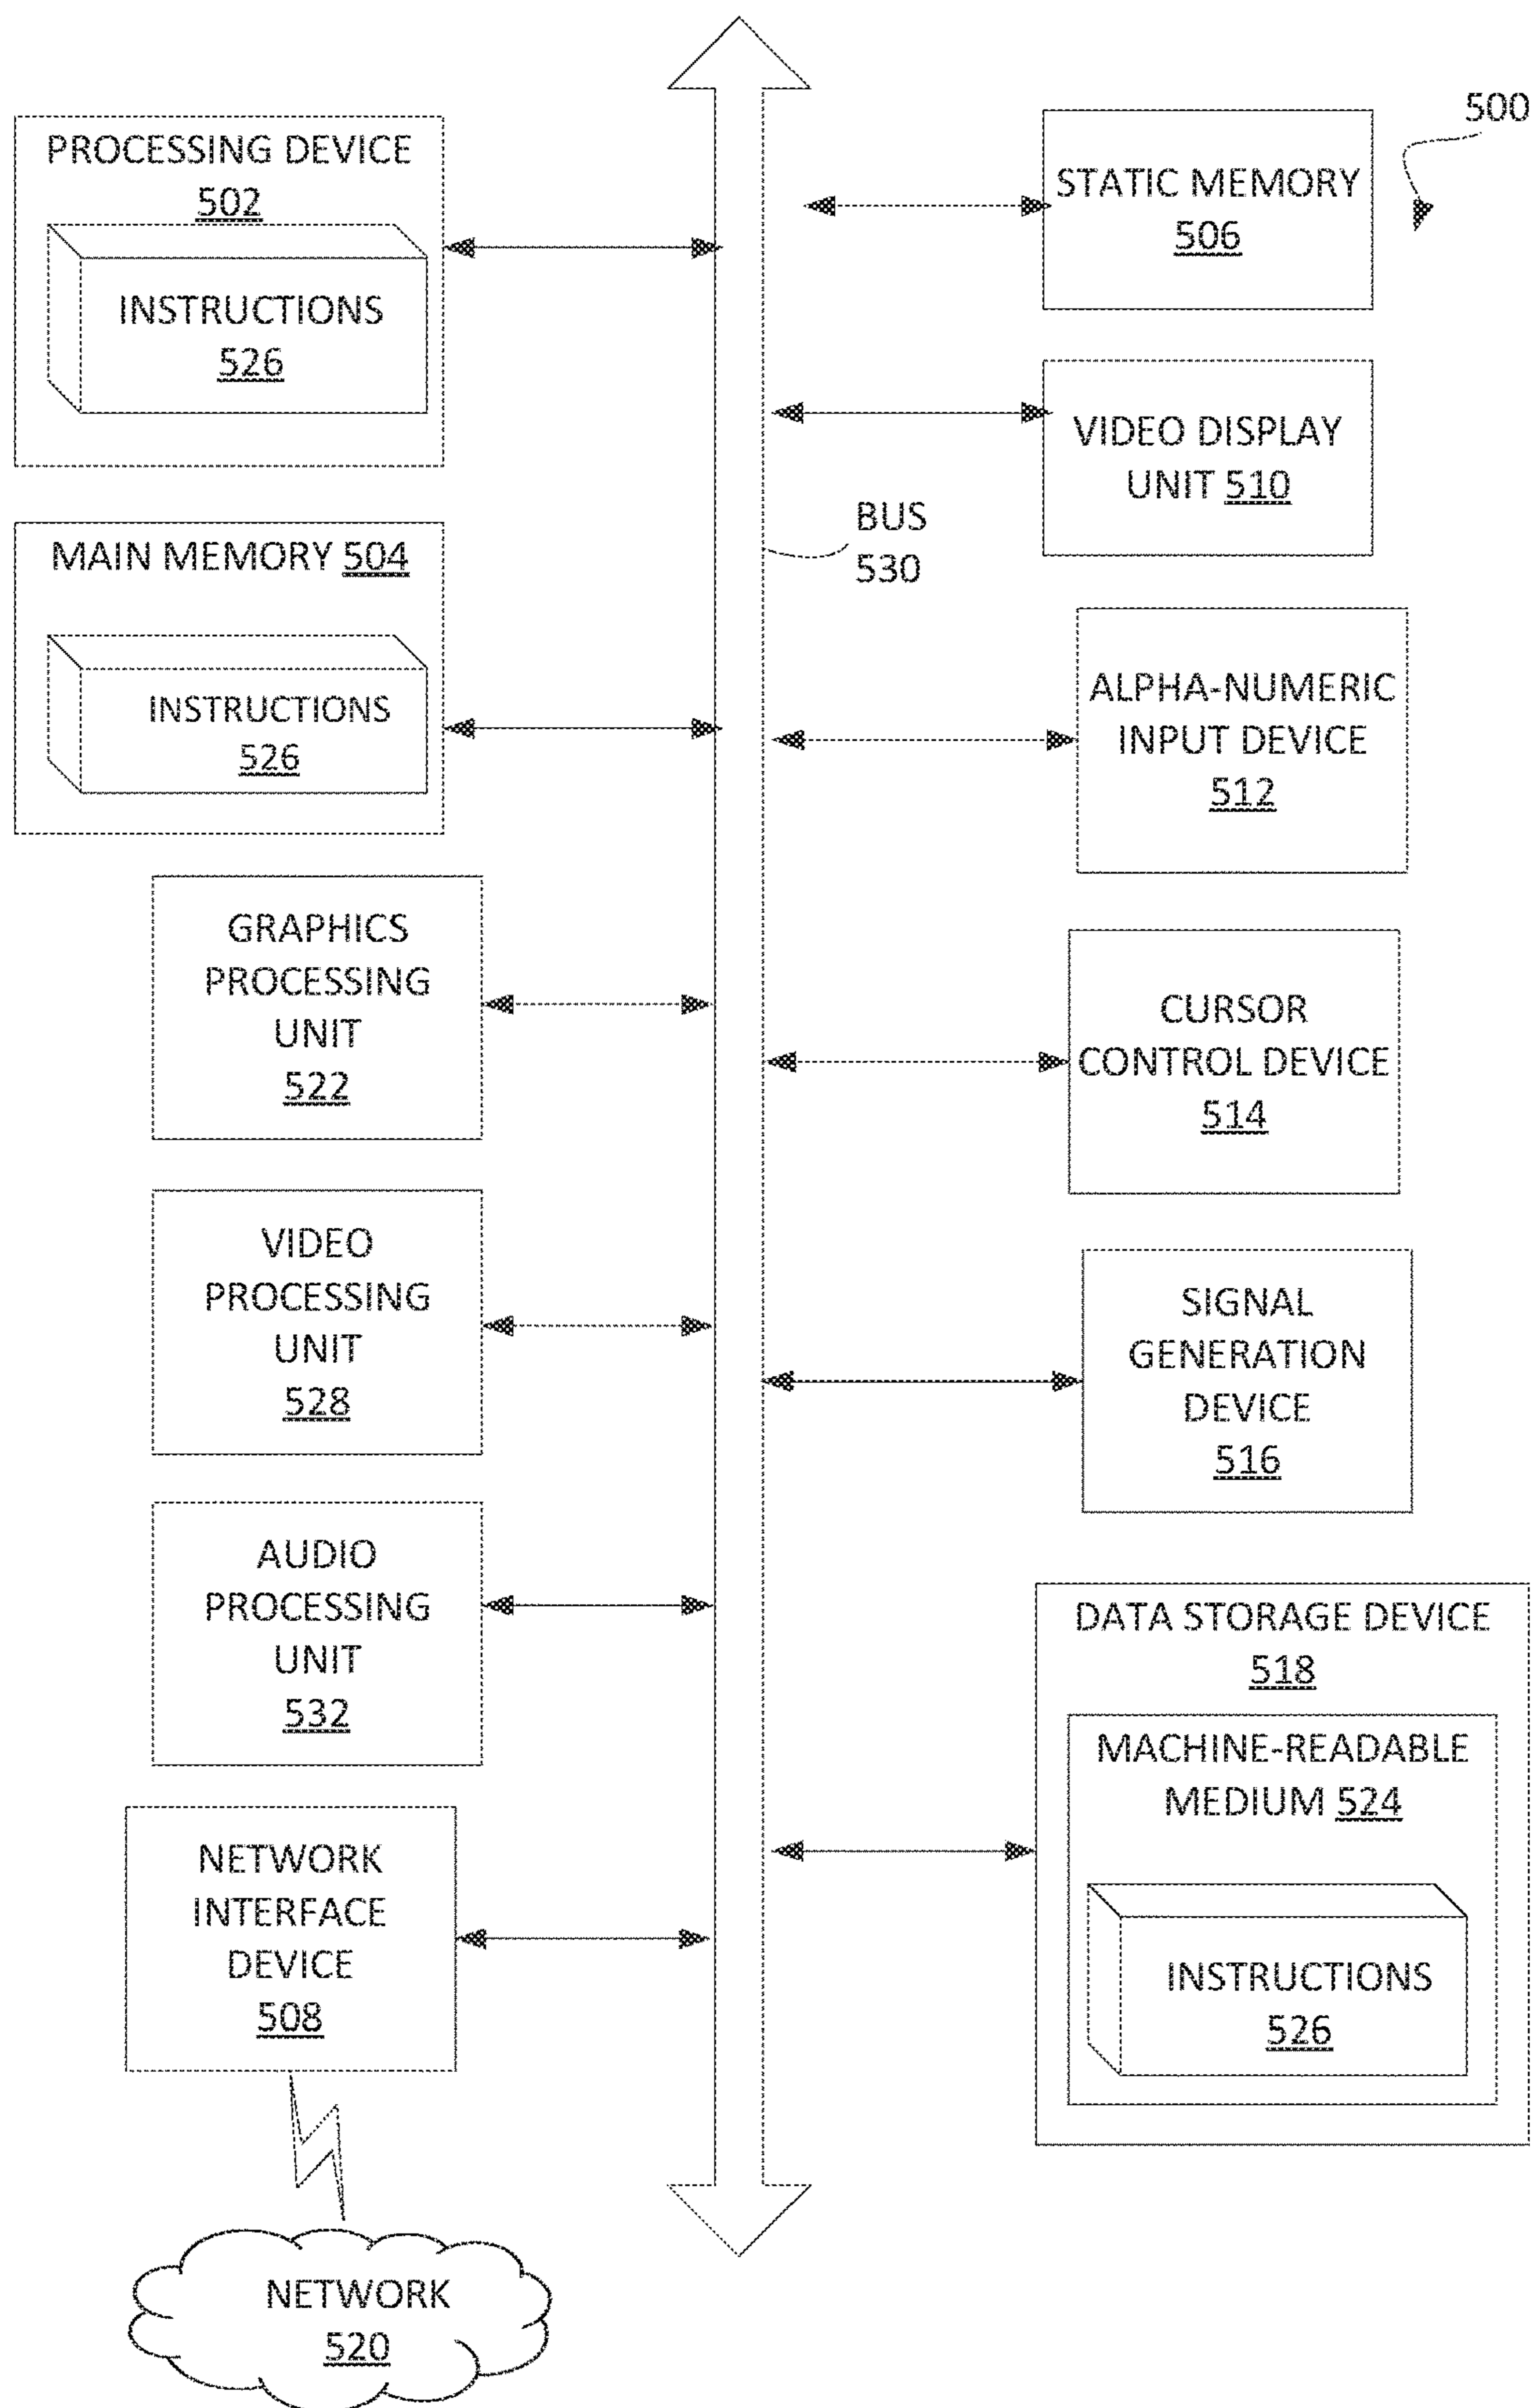 PROCESSING DEVICE
502
INSTRUCTIONS
526
MAIN MEMORY 504
INSTRUCTIONS
526
GRAPHICS
PROCESSING
UNIT
522
VIDEO
PROCESSING
UNIT
528
AUDIO
PROCESSING
UNIT
532
NETWORK
INTERFACE
DEVICE
508
NETWORK
520
BUS
530
500
STATIC MEMORY
506
VIDEO DISPLAY
UNIT 510
ALPHA-NUMERIC
INPUT DEVICE
512
CURSOR
CONTROL DEVICE
514
SIGNAL
GENERATION
DEVICE
516
DATA STORAGE DEVICE
518
MACHINE-READABLE
MEDIUM 524
INSTRUCTIONS
526